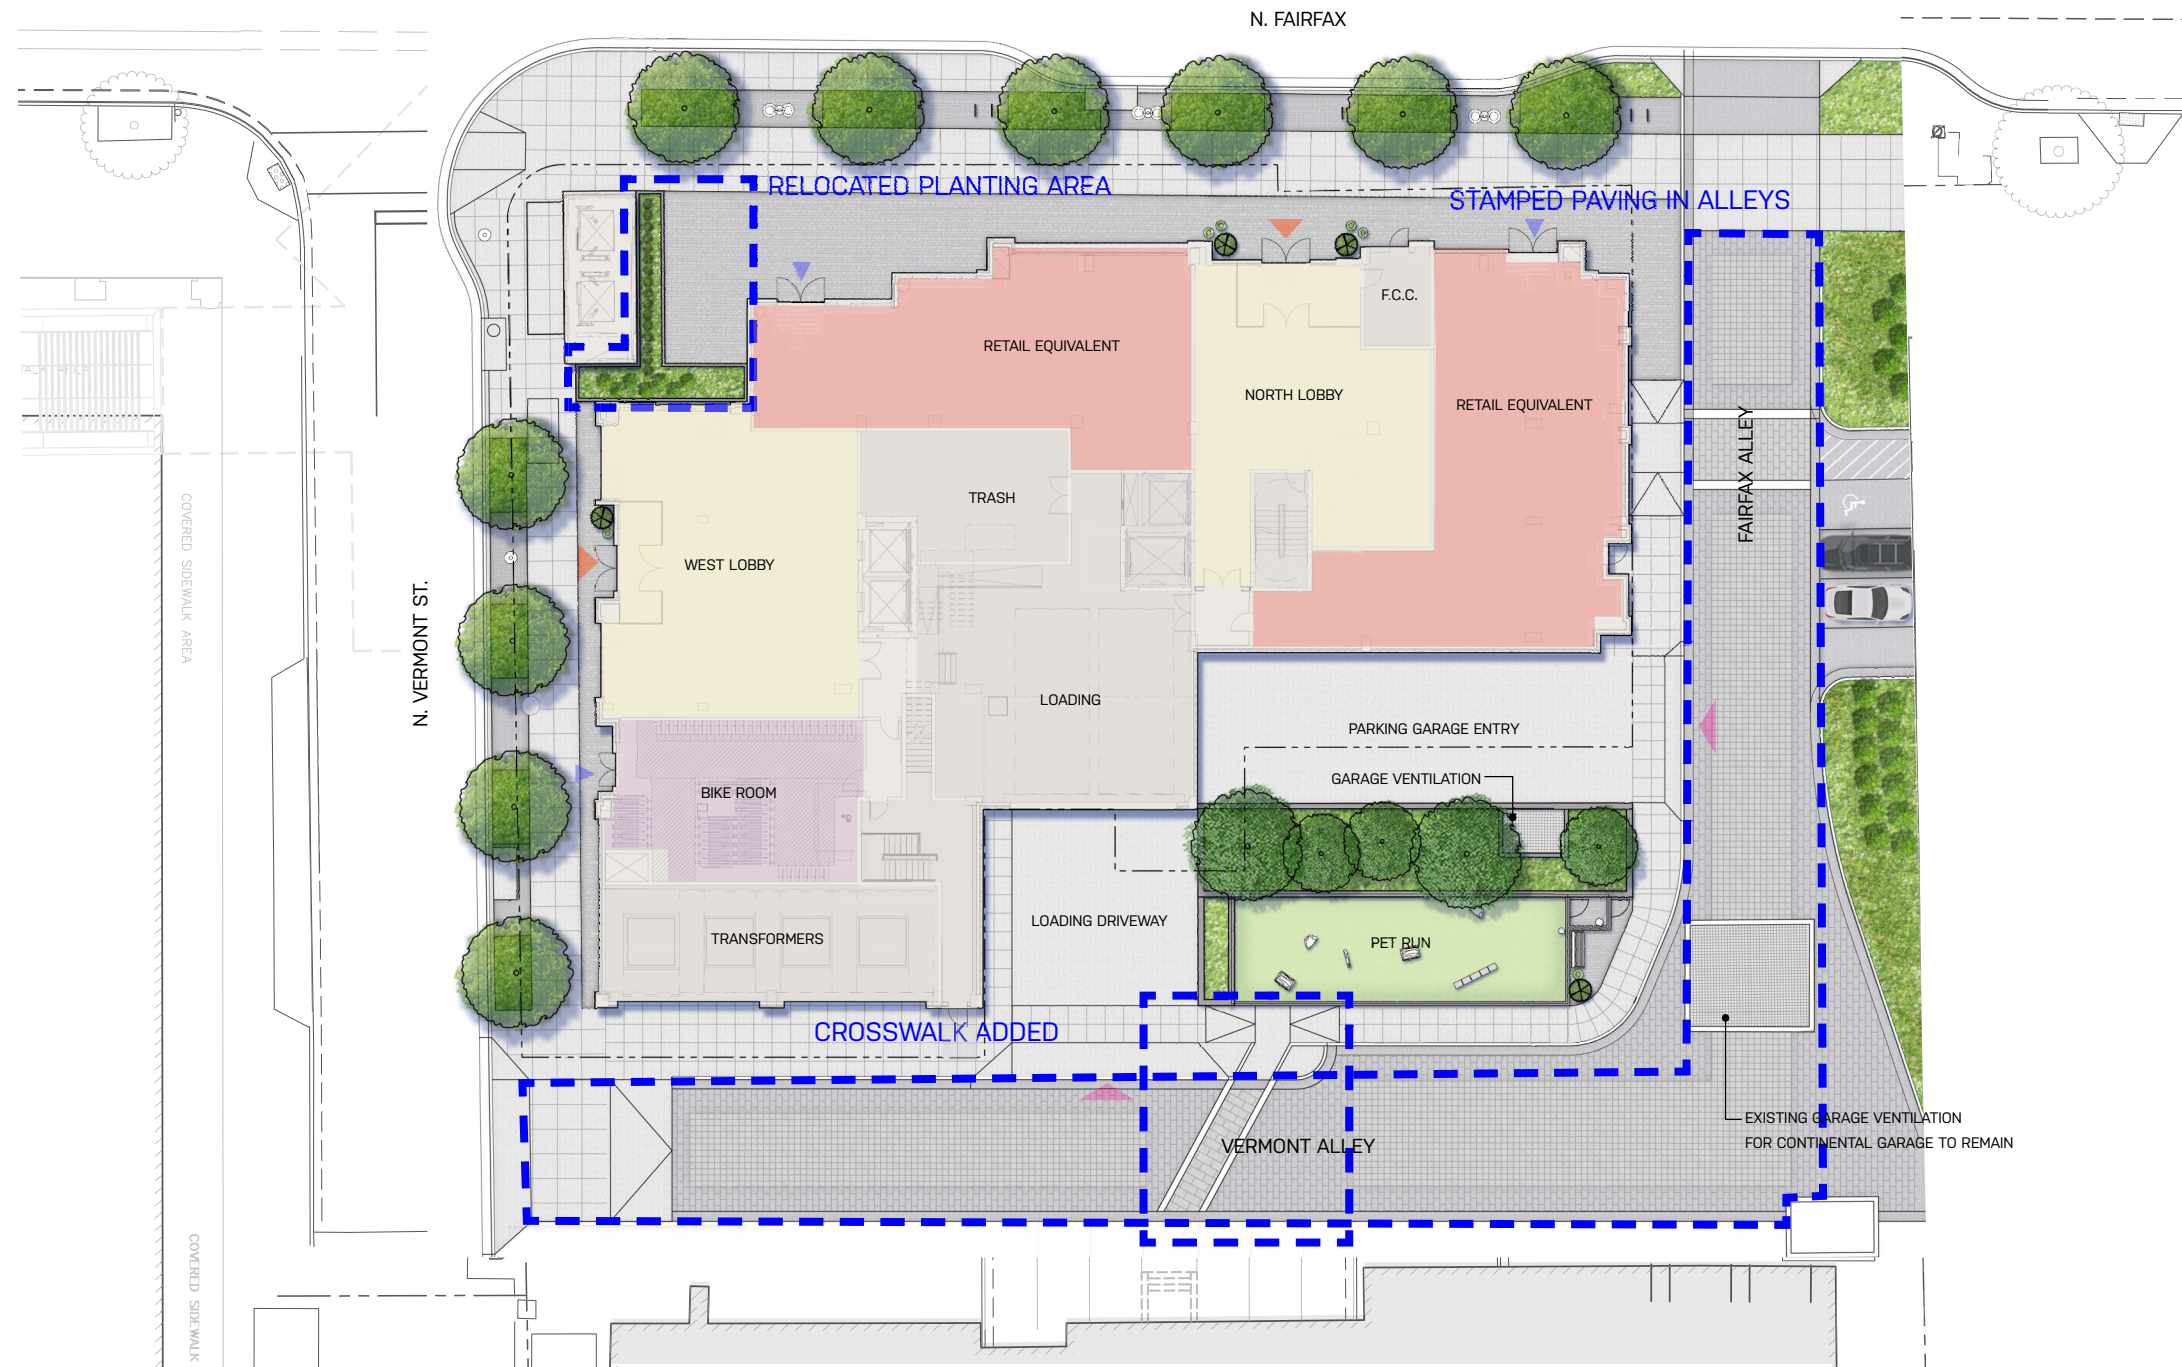 N. FAIRFAX
RELOCATED PLANTING AREA
STAMPED PAVING IN ALLEYS
F.C.C.
RETAIL EQUIVALENT
NORTH LOBBY
RETAIL EQUIVALENT
FAIRFAX ALLEY
TRASH
COVERED SIDEWALK AREA
WEST LOBBY
N. VERMONT ST.
LOADING
PARKING GARAGE ENTRY
GARAGE VENTILATION
BIKE ROOM
LOADING DRIVEWAY
TRANSFORMERS
PET RUN
CROSSWALK ADDED
EXISTING GARAGE VENTILATION
FOR CONTINENTAL GARAGE TO REMAIN
VERMONT ALLEY
COVERED SIDEWALK